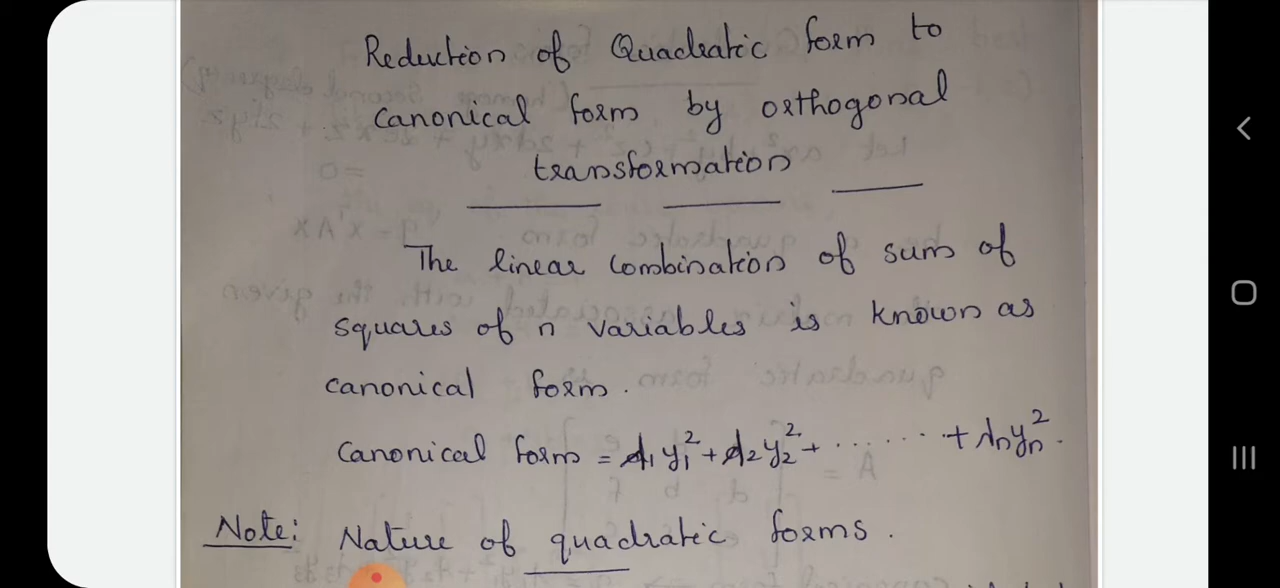 Reduction of Quadratic form to
canonical form by orthogonal
transformation
The linear combination of sum of
squares of n variables is known as
canonical form.
Canonical form = λ₁y₁² + λ₂y₂² + ....... + λₙyₙ².
Note: Nature of quadratic forms.